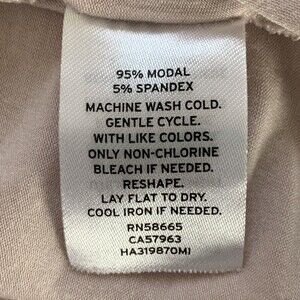 95% MODAL
5% SPANDEX
MACHINE WASH COLD.
GENTLE CYCLE.
WITH LIKE COLORS.
ONLY NON-CHLORINE
BLEACH IF NEEDED.
RESHAPE.
LAY FLAT TO DRY.
COOL IRON IF NEEDED.
RN58665
CA57963
HA319870MI